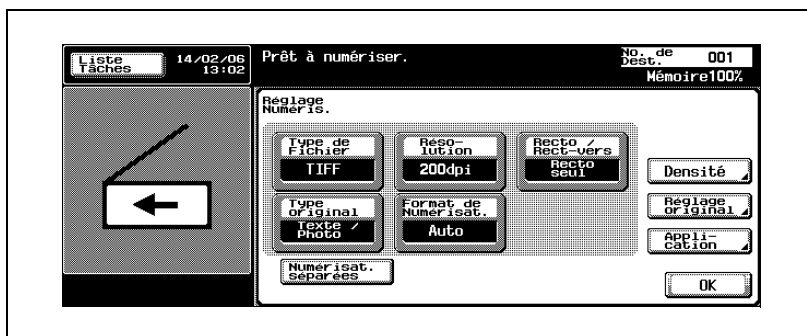 Liste
Tâches
14/02/06
13:02
Prêt à numériser.
No. de
Dest.
001
Mémoire100%
Réglage
Numéris.
Type de
Fichier
TIFF
Réso-
lution
200dpi
Recto /
Rect-vers
Recto
seul
Densité
Type
original
Texte /
Photo
Format de
Numérisat.
Auto
Réglage
original
Appli-
cation
Numérisat.
séparées
OK